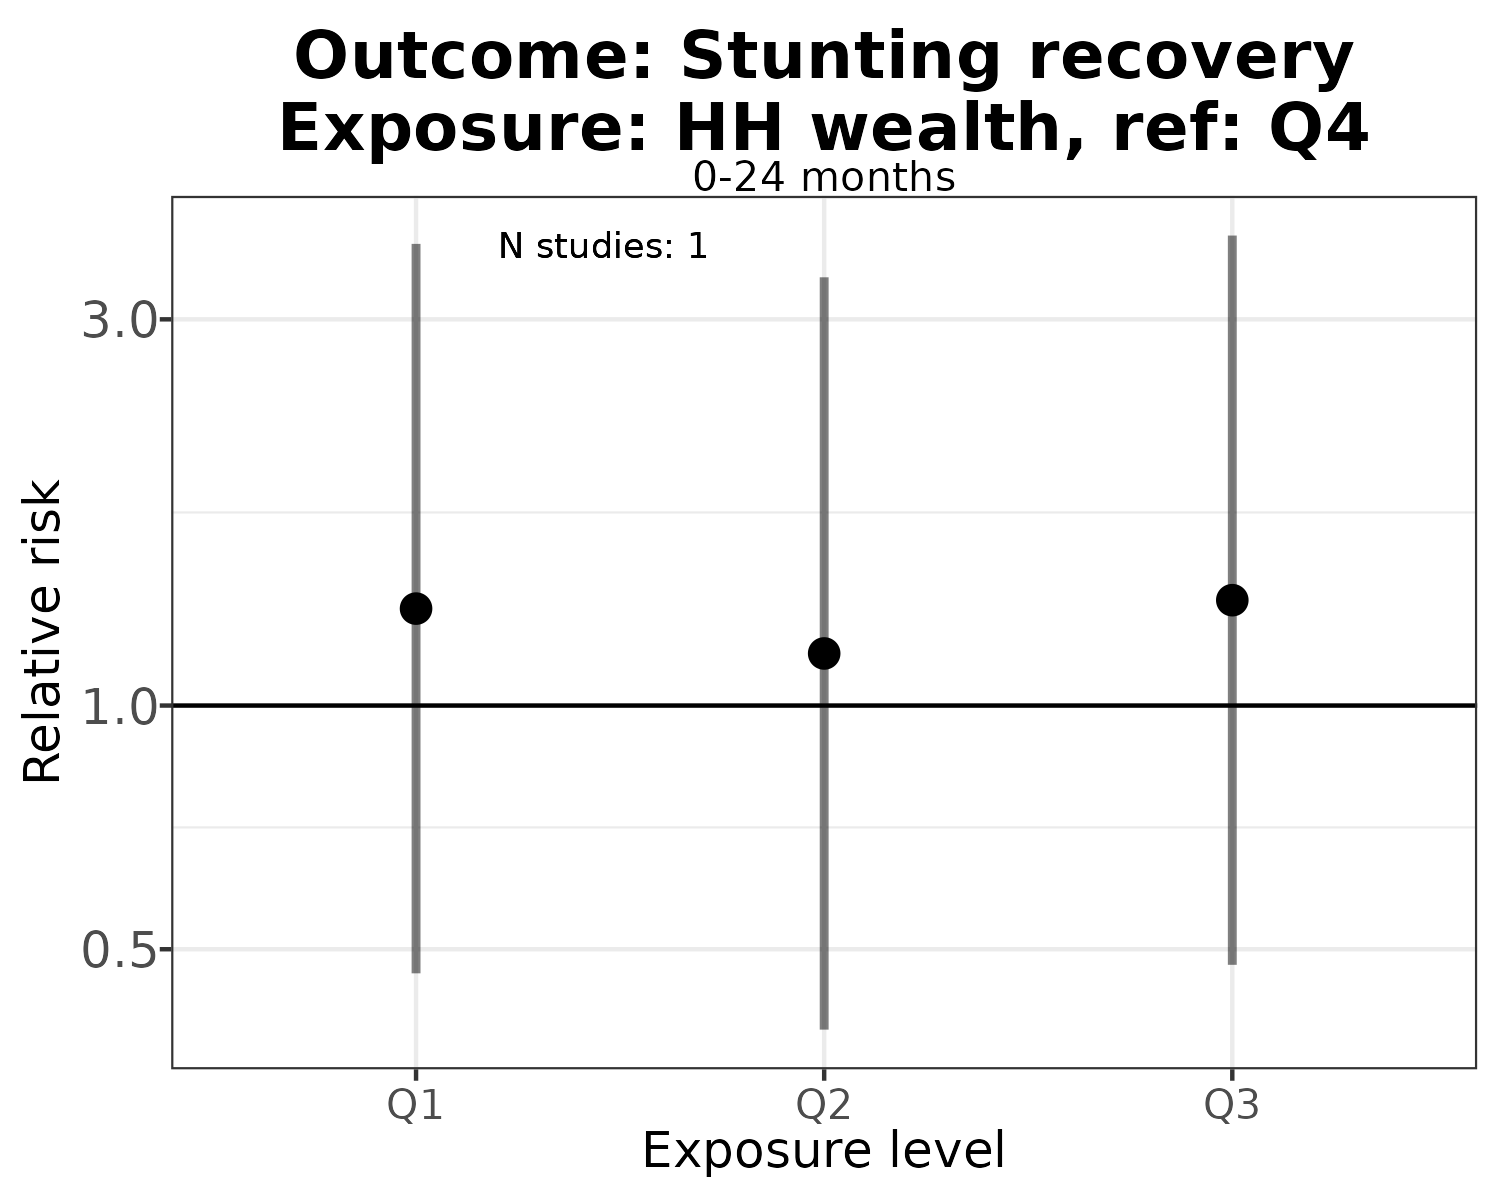 Outcome: Stunting recovery
Exposure: HH wealth, ref: Q4
0-24 months
N studies: 1
3.0
1.0
0.5
Relative risk
Q1 Q2 Q3
Exposure level